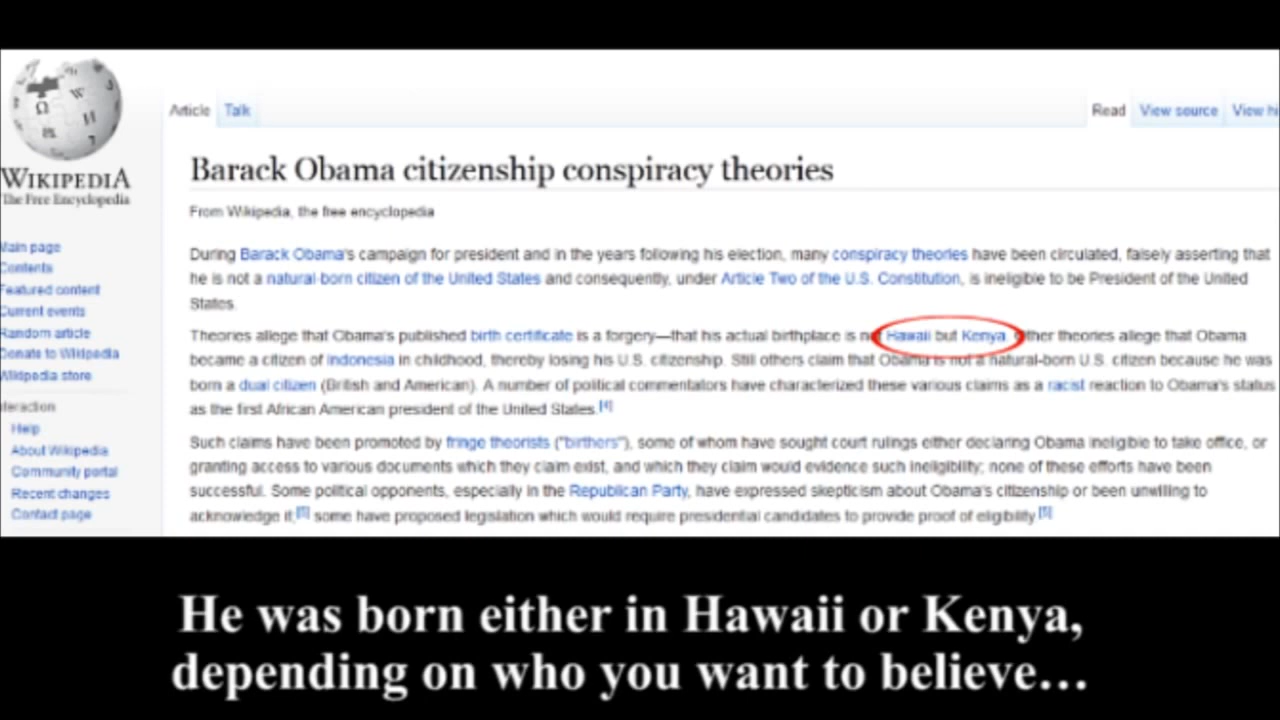 WIKIPEDIA
The Free Encyclopedia
Main page
Contents
Featured content
Current events
Random article
Donate to Wikipedia
Wikipedia store
Interaction
Help
About Wikipedia
Community portal
Recent changes
Contact page
Article Talk
Read View source View hi
Barack Obama citizenship conspiracy theories
From Wikipedia, the free encyclopedia
During Barack Obama's campaign for president and in the years following his election, many conspiracy theories have been circulated, falsely asserting that
he is not a natural-born citizen of the United States and consequently, under Article Two of the U.S. Constitution, is ineligible to be President of the United
States.
Theories allege that Obama's published birth certificate is a forgery—that his actual birthplace is not Hawaii but Kenya. Other theories allege that Obama
became a citizen of Indonesia in childhood, thereby losing his U.S. citizenship. Still others claim that Obama is not a natural-born U.S. citizen because he was
born a dual citizen (British and American). A number of political commentators have characterized these various claims as a racist reaction to Obama's status
as the first African American president of the United States.[4]
Such claims have been promoted by fringe theorists ("birthers"), some of whom have sought court rulings either declaring Obama ineligible to take office, or
granting access to various documents which they claim exist, and which they claim would evidence such ineligibility; none of these efforts have been
successful. Some political opponents, especially in the Republican Party, have expressed skepticism about Obama's citizenship or been unwilling to
acknowledge it;[5] some have proposed legislation which would require presidential candidates to provide proof of eligibility.[5]
He was born either in Hawaii or Kenya,
depending on who you want to believe…